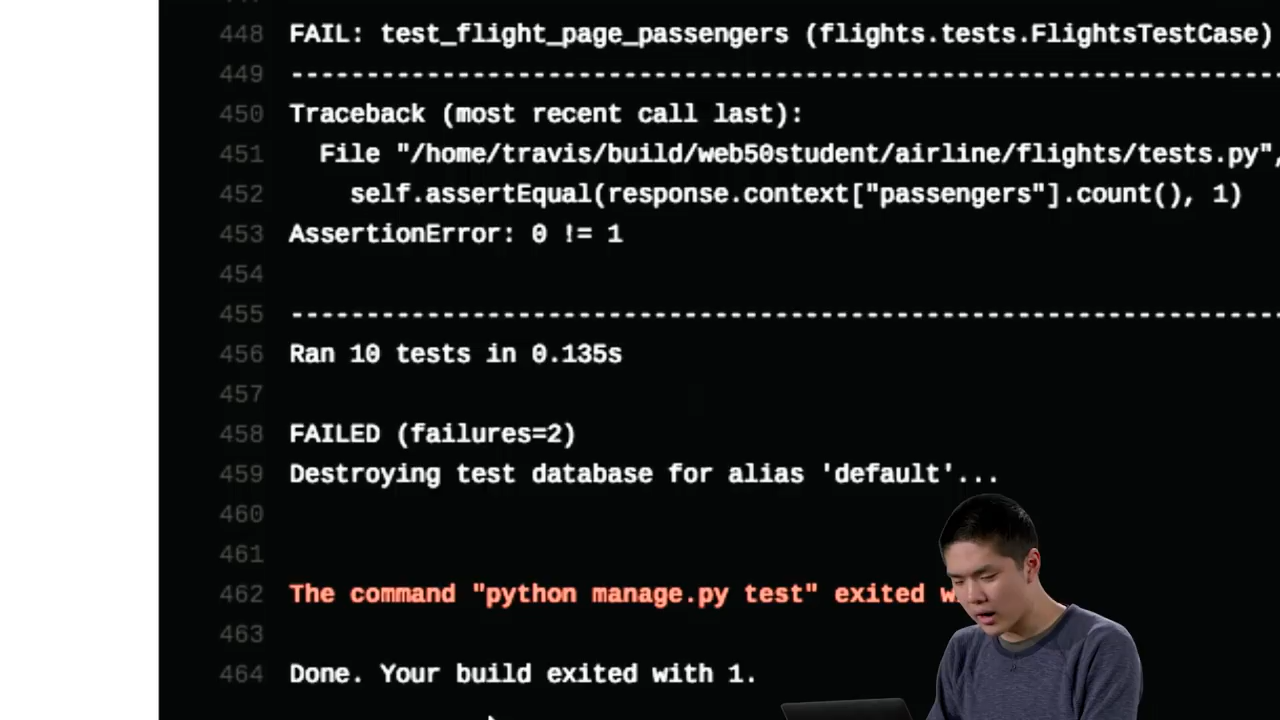 448 FAIL: test_flight_page_passengers (flights.tests.FlightsTestCase)
449 ----------------------------------------------------------------------
450 Traceback (most recent call last):
451 File "/home/travis/build/web50student/airline/flights/tests.py",
452 self.assertEqual(response.context["passengers"].count(), 1)
453 AssertionError: 0 != 1
454
455 ----------------------------------------------------------------------
456 Ran 10 tests in 0.135s
457
458 FAILED (failures=2)
459 Destroying test database for alias 'default'...
460
461
462 The command "python manage.py test" exited
463
464 Done. Your build exited with 1.